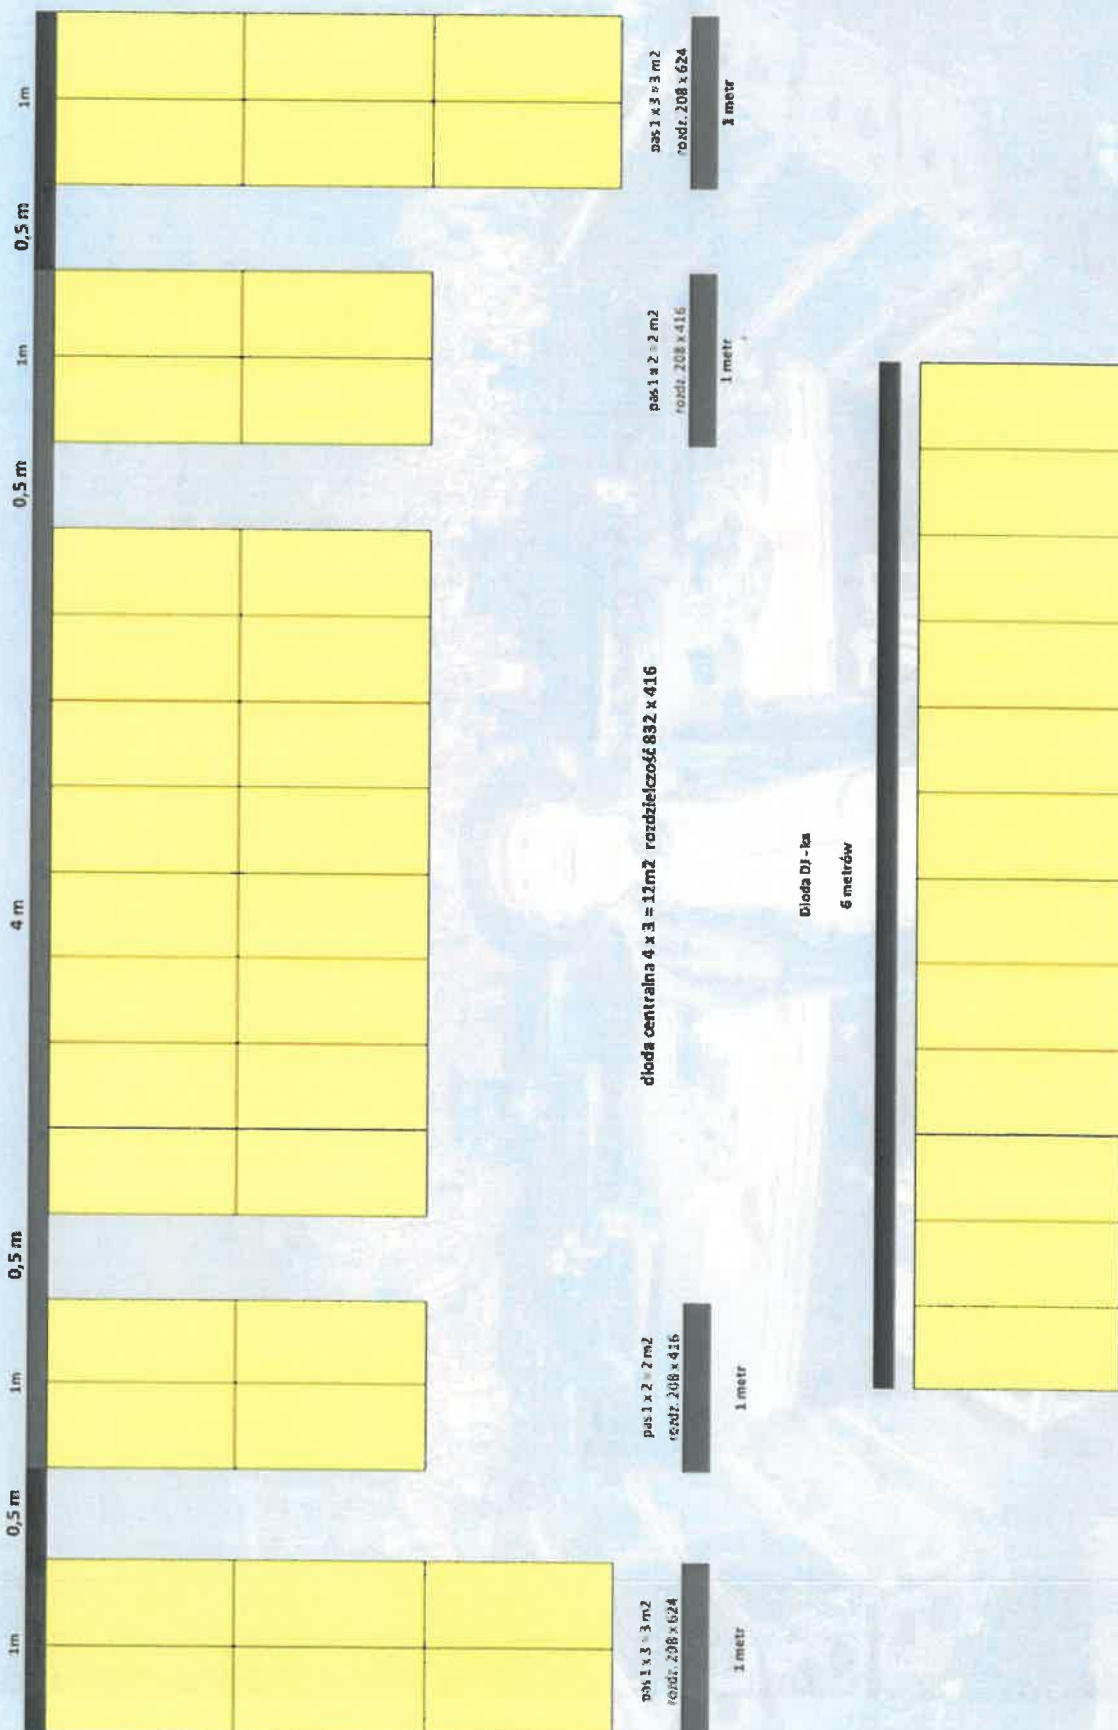 1m
0,5 m
1m
0,5 m
4 m
0,5 m
1m
0,5 m
1m
pas 1 x 3 = 3 m2
rozdz. 208 x 624
1 metr
pas 1 x 2 = 2 m2
rozdz. 208 x 416
1 metr
dioda centralna 4 x 3 = 12m2 rozdzielczość 832 x 416
pas 1 x 2 = 2 m2
rozdz. 208 x 416
1 metr
pas 1 x 3 = 3 m2
rozdz. 208 x 624
1 metr
Dioda DJ - ka
6 metrów